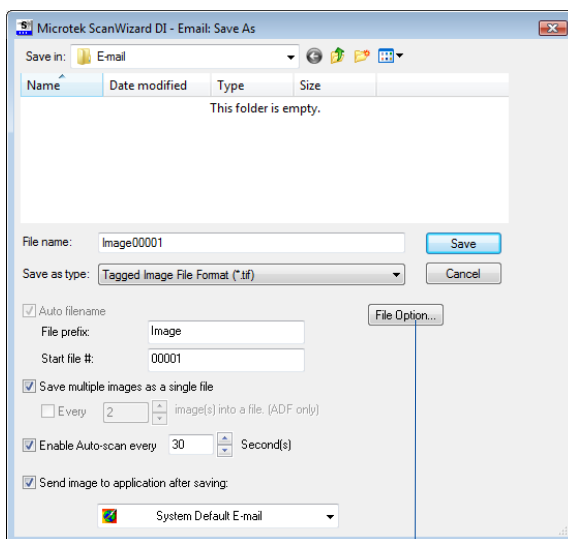 Microtek ScanWizard DI - Email: Save As
Save in: E-mail
Name Date modified Type Size
This folder is empty.
File name: Image00001 Save
Save as type: Tagged Image File Format (*.tif) Cancel
Auto filename File Option...
File prefix: Image
Start file #: 00001
Save multiple images as a single file
Every 2 image(s) into a file. (ADF only)
Enable Auto-scan every 30 Second(s)
Send image to application after saving:
System Default E-mail